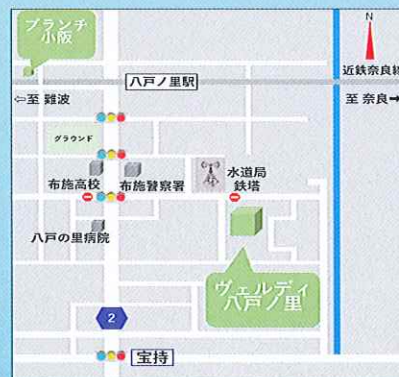 ブランチ
小阪
N
八戸ノ里駅
近鉄奈良線
⇦至 難波
至 奈良➡
グラウンド
布施高校
布施警察署
水道局
鉄塔
八戸の里病院
ヴェルディ
八戸ノ里
2
宝持